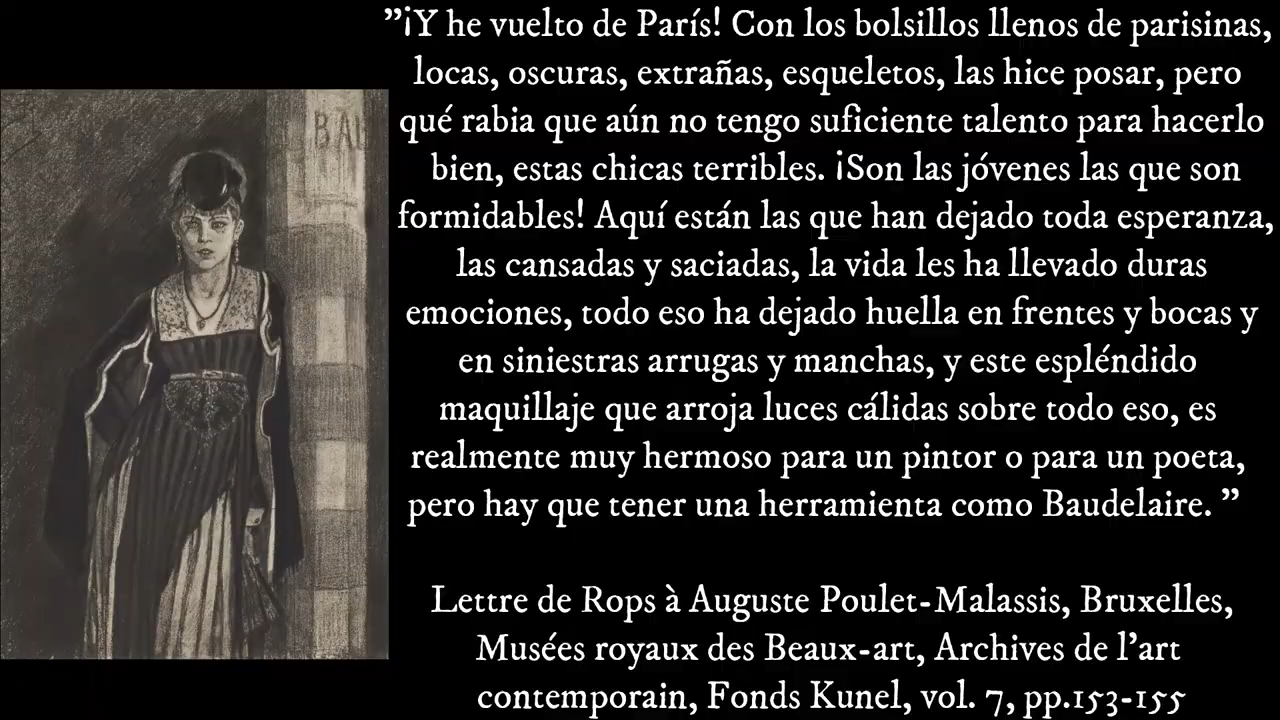 "¡Y he vuelto de París! Con los bolsillos llenos de parisinas,
locas, oscuras, extrañas, esqueletos, las hice posar, pero
qué rabia que aún no tengo suficiente talento para hacerlo
bien, estas chicas terribles. ¡Son las jóvenes las que son
formidables! Aquí están las que han dejado toda esperanza,
las cansadas y saciadas, la vida les ha llevado duras
emociones, todo eso ha dejado huella en frentes y bocas y
en siniestras arrugas y manchas, y este espléndido
maquillaje que arroja luces cálidas sobre todo eso, es
realmente muy hermoso para un pintor o para un poeta,
pero hay que tener una herramienta como Baudelaire. "
Lettre de Rops à Auguste Poulet-Malassis, Bruxelles,
Musées royaux des Beaux-art, Archives de l'art
contemporain, Fonds Kunel, vol. 7, pp.153-155
BAL